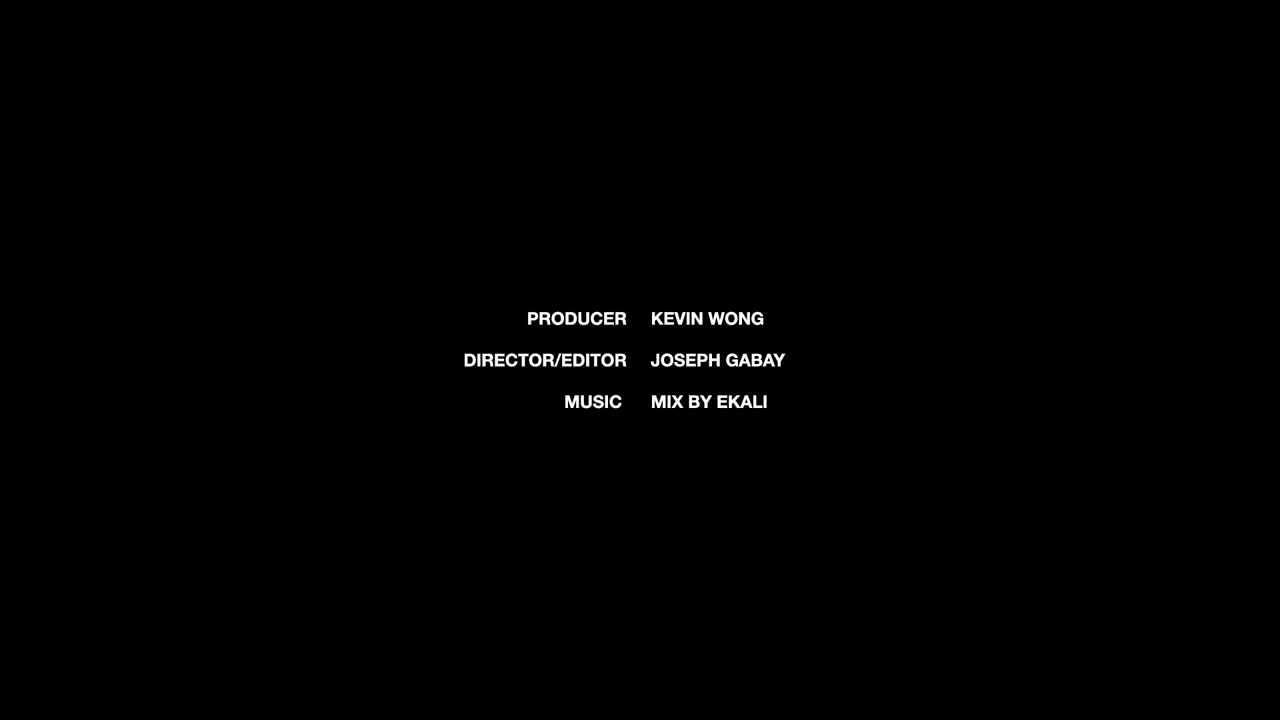 PRODUCER KEVIN WONG
DIRECTOR/EDITOR JOSEPH GABAY
MUSIC MIX BY EKALI